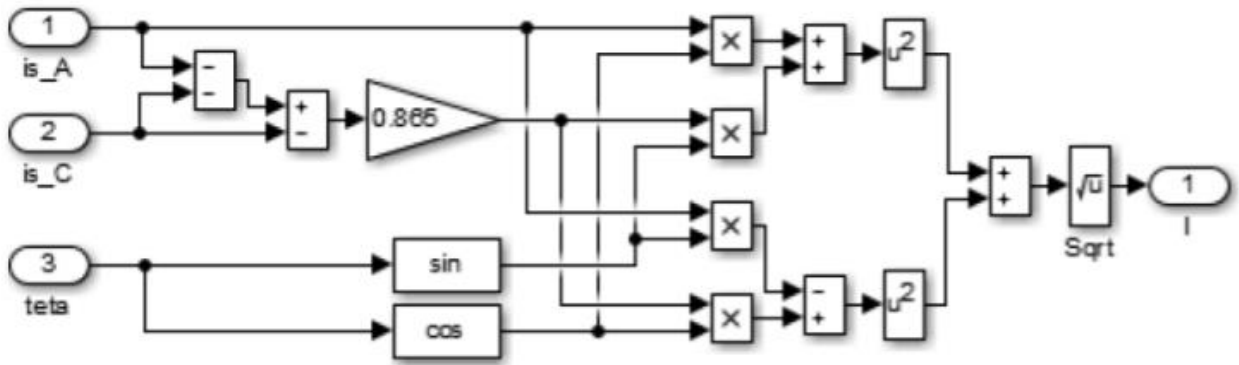 1
is_A
2
is_C
3
teta
−
−
+
−
0.865
sin
cos
×
×
×
×
+
+
−
+
u²
u²
+
+
√u
Sqrt
1
I